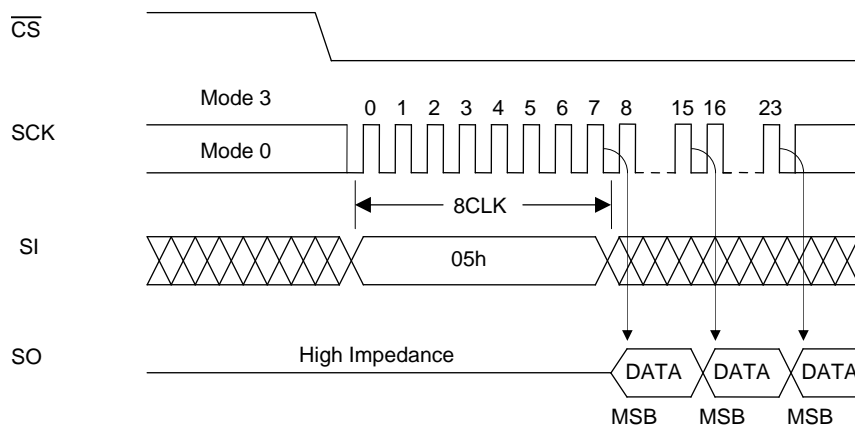 CS
Mode 3
0 1 2 3 4 5 6 7 8 15 16 23
SCK
Mode 0
8CLK
SI
05h
SO
High Impedance
DATA DATA DATA
MSB MSB MSB